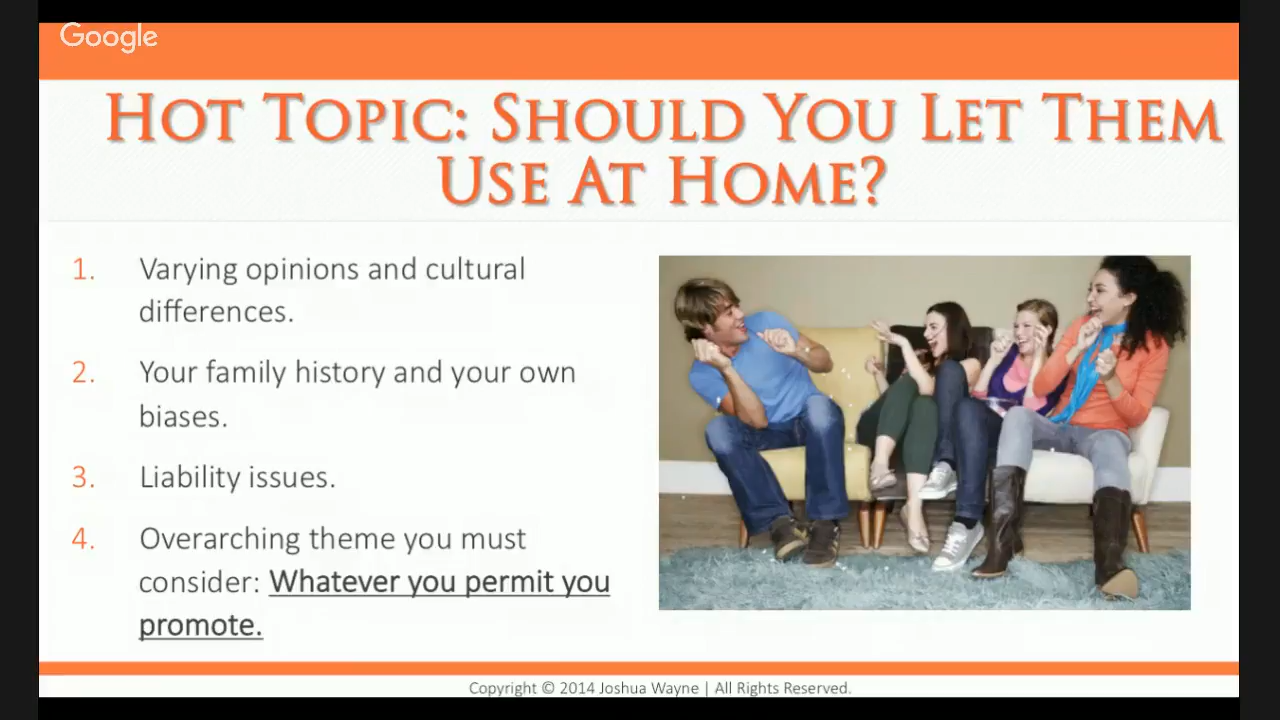 Google
HOT TOPIC: SHOULD YOU LET THEM
USE AT HOME?
1. Varying opinions and cultural
differences.
2. Your family history and your own
biases.
3. Liability issues.
4. Overarching theme you must
consider: Whatever you permit you
promote.
Copyright © 2014 Joshua Wayne | All Rights Reserved.